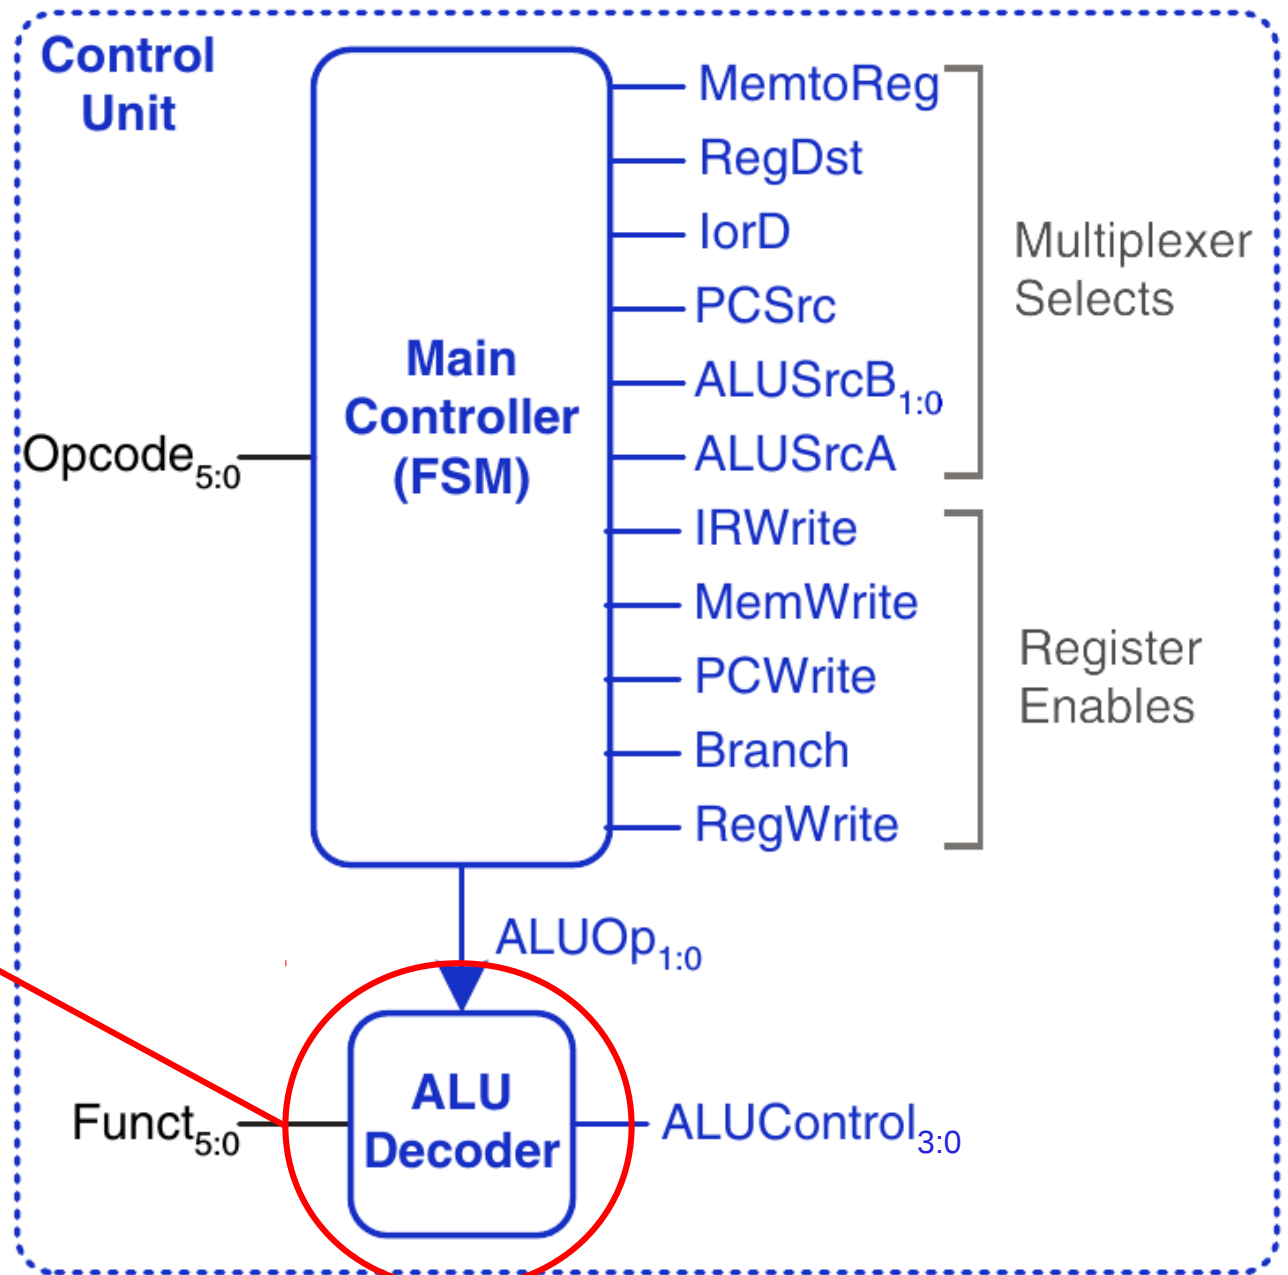 Control
Unit
MemtoReg
RegDst
IorD
PCSrc
ALUSrcB1:0
ALUSrcA
Multiplexer
Selects
Main
Controller
(FSM)
Opcode5:0
IRWrite
MemWrite
PCWrite
Branch
RegWrite
Register
Enables
ALUOp1:0
Funct5:0
ALU
Decoder
ALUControl3:0